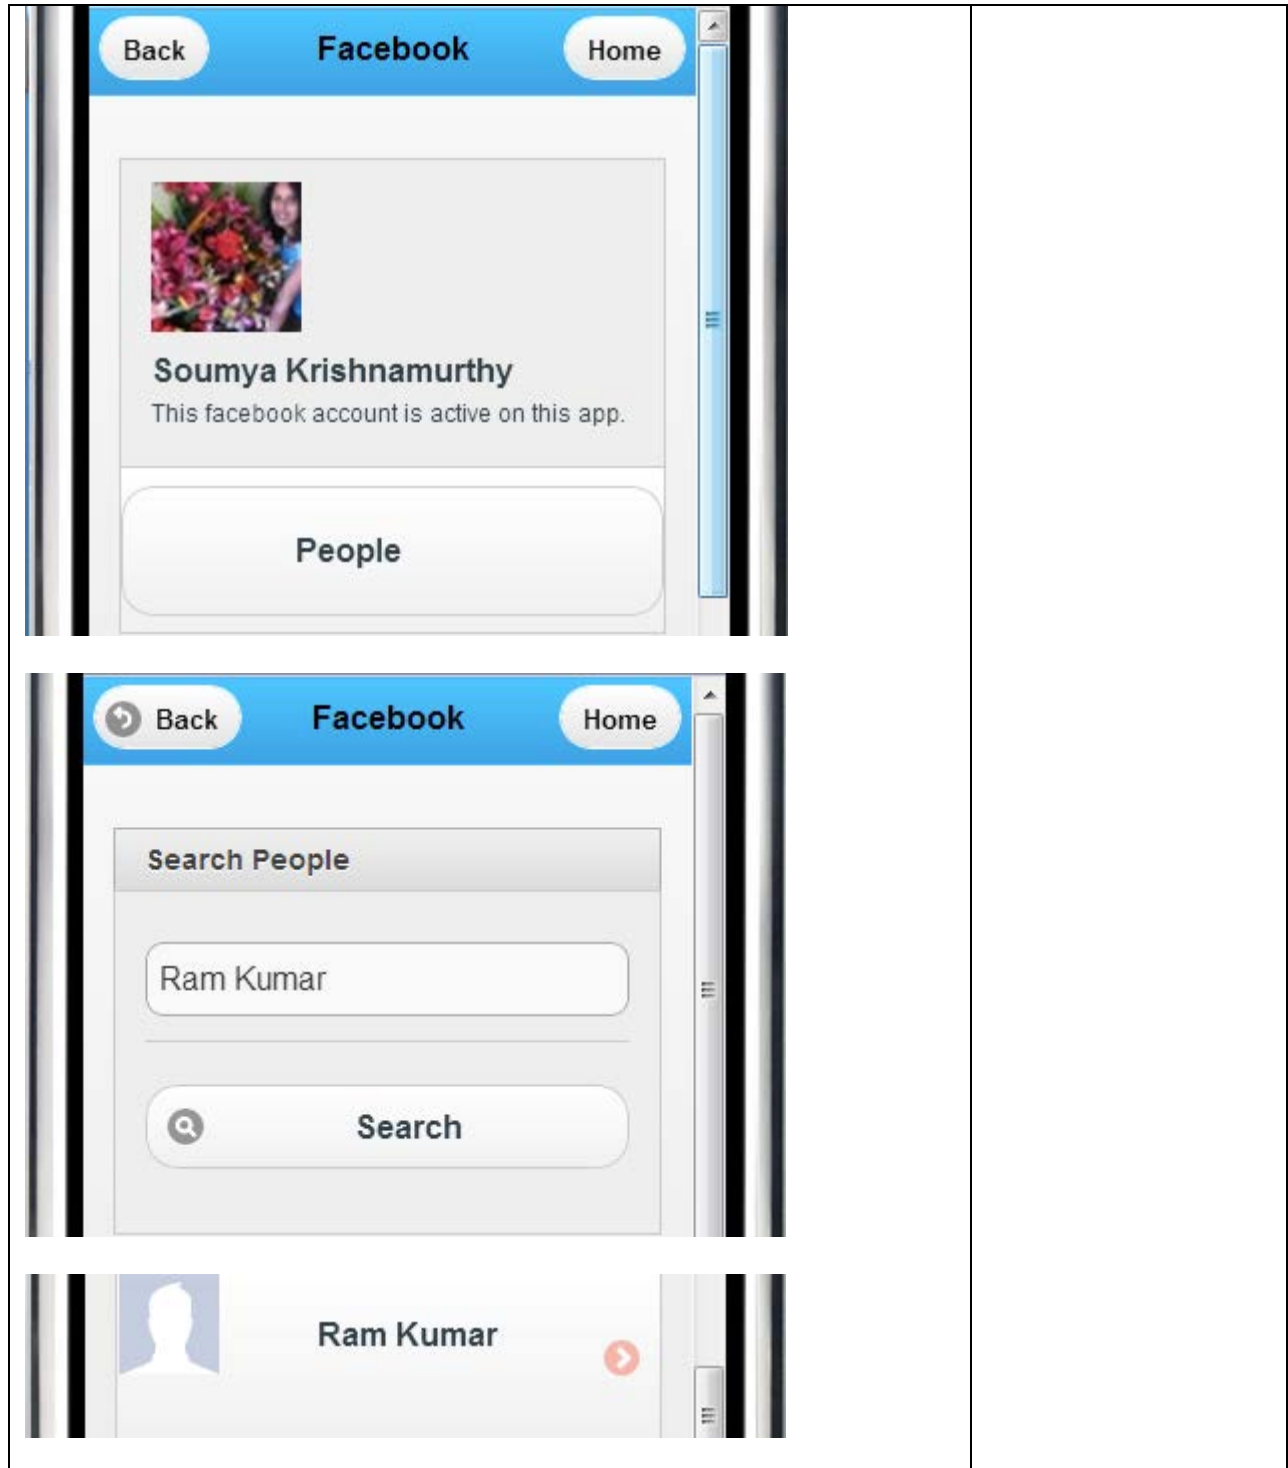 Back Facebook Home
Soumya Krishnamurthy
This facebook account is active on this app.
People
Back Facebook Home
Search People
Ram Kumar
Search
Ram Kumar